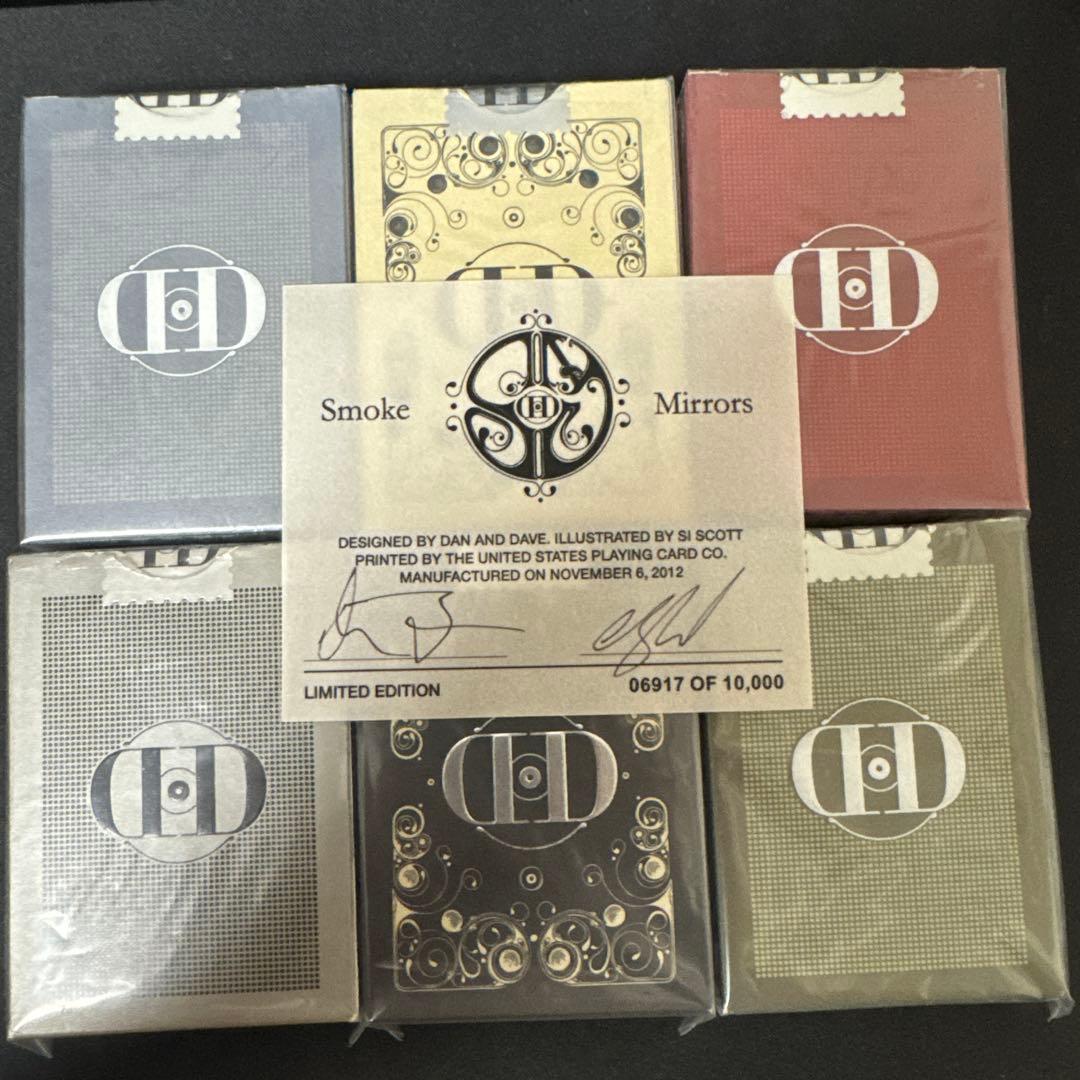 Smoke Mirrors
DESIGNED BY DAN AND DAVE. ILLUSTRATED BY SI SCOTT
PRINTED BY THE UNITED STATES PLAYING CARD CO.
MANUFACTURED ON NOVEMBER 6, 2012
LIMITED EDITION 06917 OF 10,000